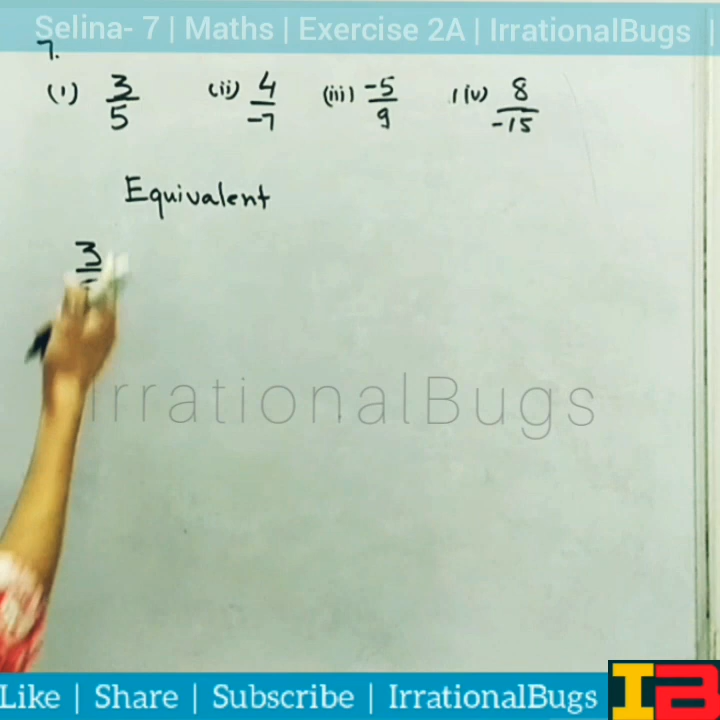 Selina- 7 | Maths | Exercise 2A | IrrationalBugs |
7.
(i) 3/5 (ii) 4/-7 (iii) -5/9 (iv) 8/-15
Equivalent
3
IrrationalBugs
Like | Share | Subscribe | IrrationalBugs
IB